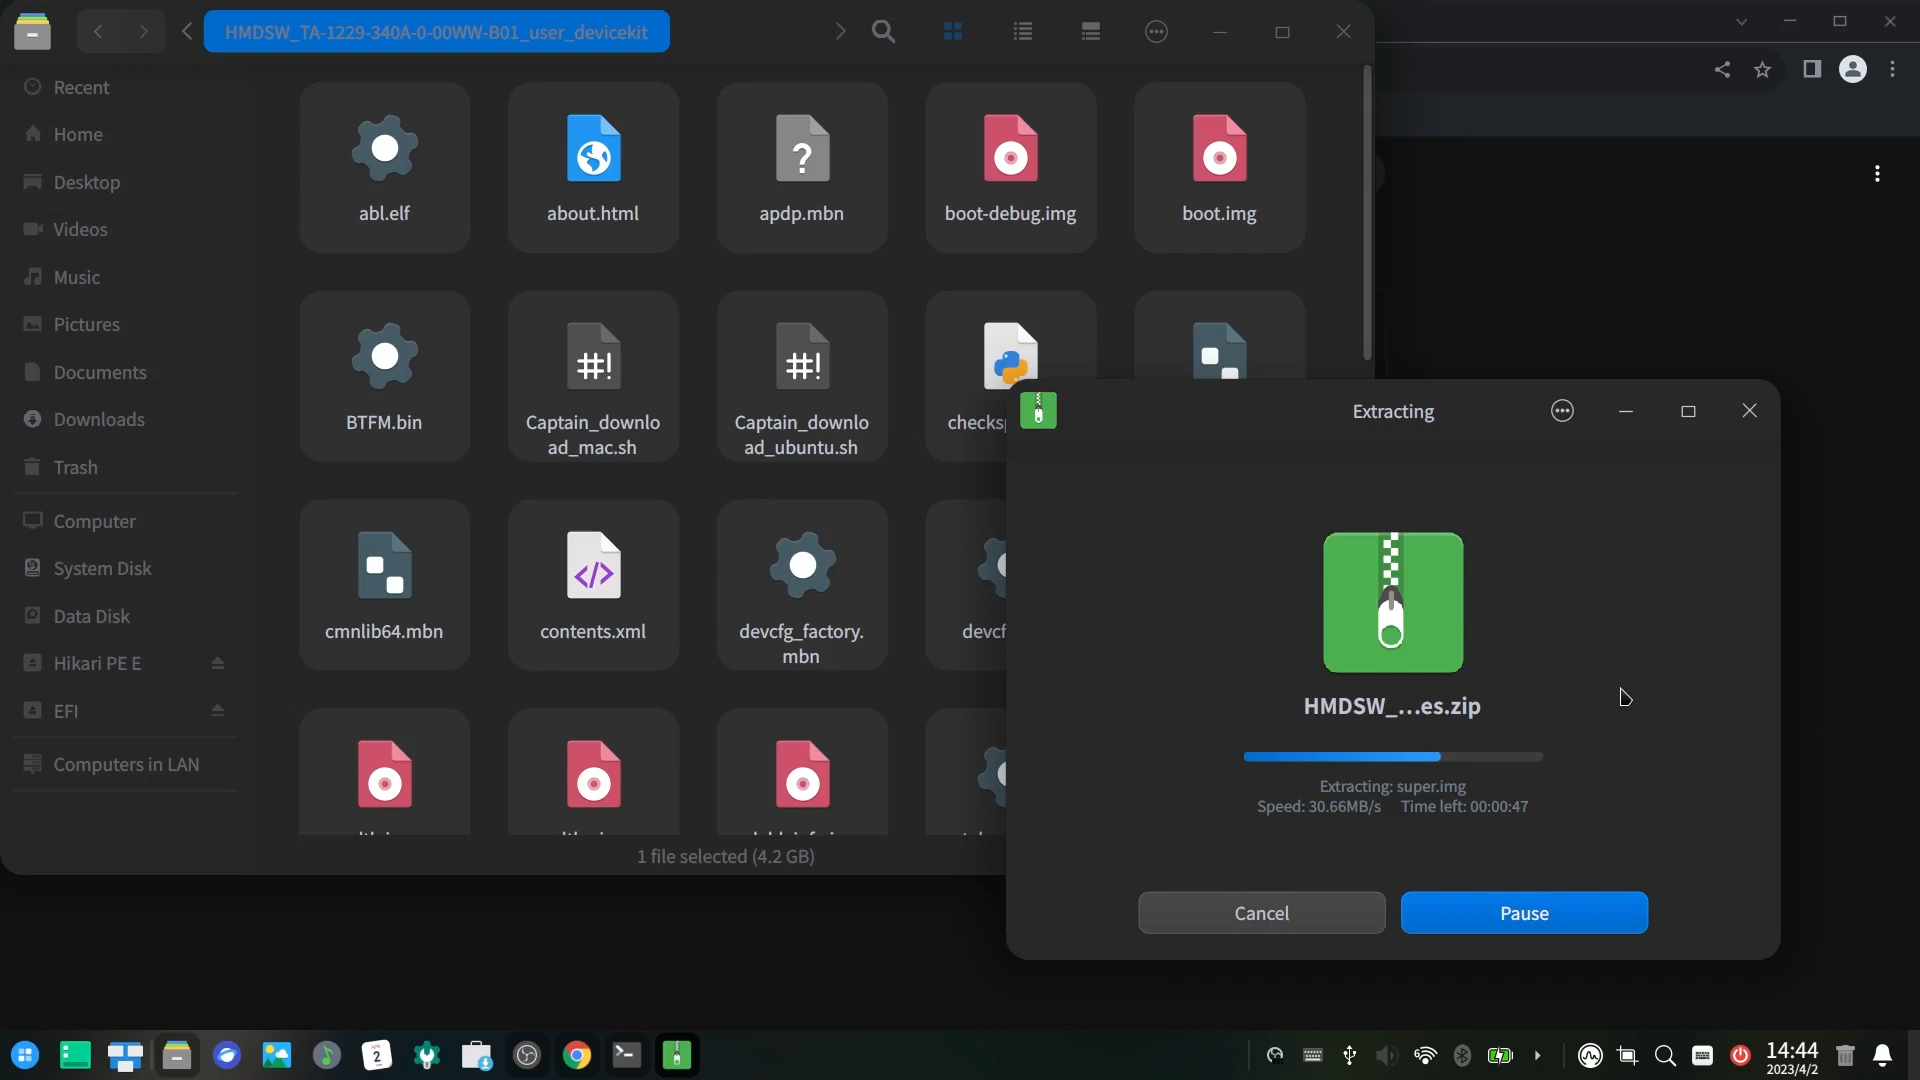 HMDSW_TA-1229-340A-0-00WW-B01_user_devicekit
Recent
Home
Desktop
Videos
Music
Pictures
Documents
Downloads
Trash
Computer
System Disk
Data Disk
Hikari PE E
EFI
Computers in LAN
abl.elf
about.html
apdp.mbn
boot-debug.img
boot.img
BTFM.bin
Captain_downlo
ad_mac.sh
Captain_downlo
ad_ubuntu.sh
cmnlib64.mbn
contents.xml
devcfg_factory.
mbn
1 file selected (4.2 GB)
Extracting
HMDSW_...es.zip
Extracting: super.img
Speed: 30.66MB/s Time left: 00:00:47
Cancel
Pause
2
14:44
2023/4/2